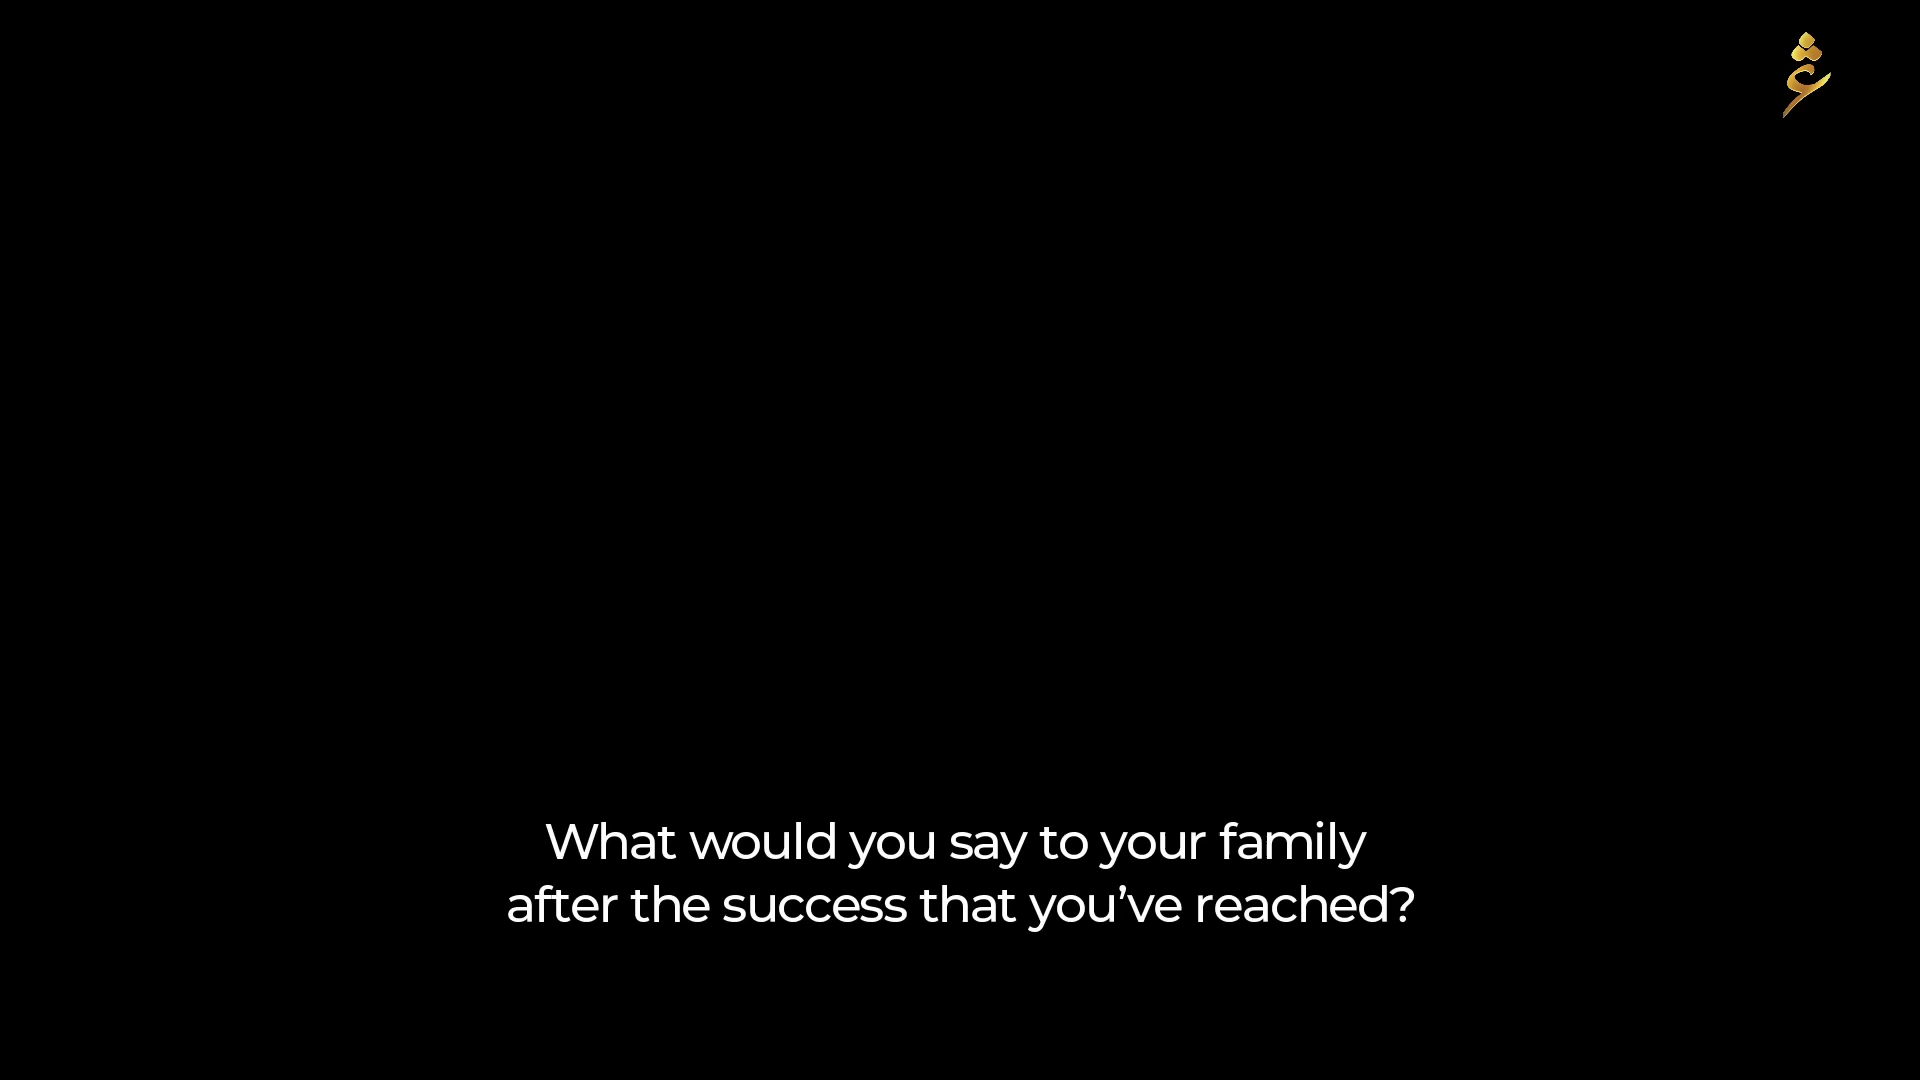 What would you say to your family
after the success that you’ve reached?